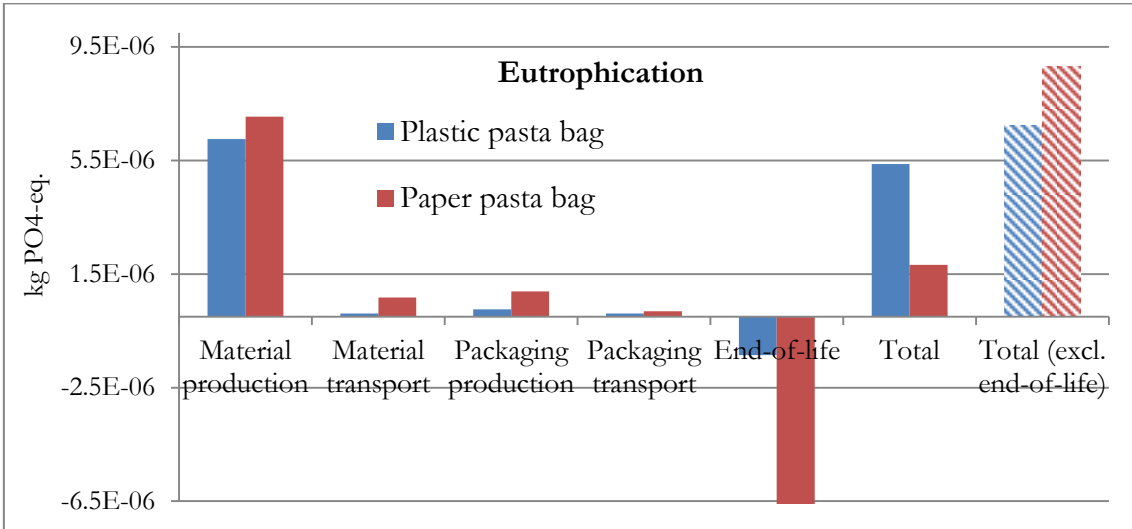 9.5E-06
Eutrophication
Plastic pasta bag
5.5E-06
Paper pasta bag
kg PO4-eq.
1.5E-06
Material production
Material transport
Packaging production
Packaging transport
End-of-life
Total
Total (excl. end-of-life)
-2.5E-06
-6.5E-06